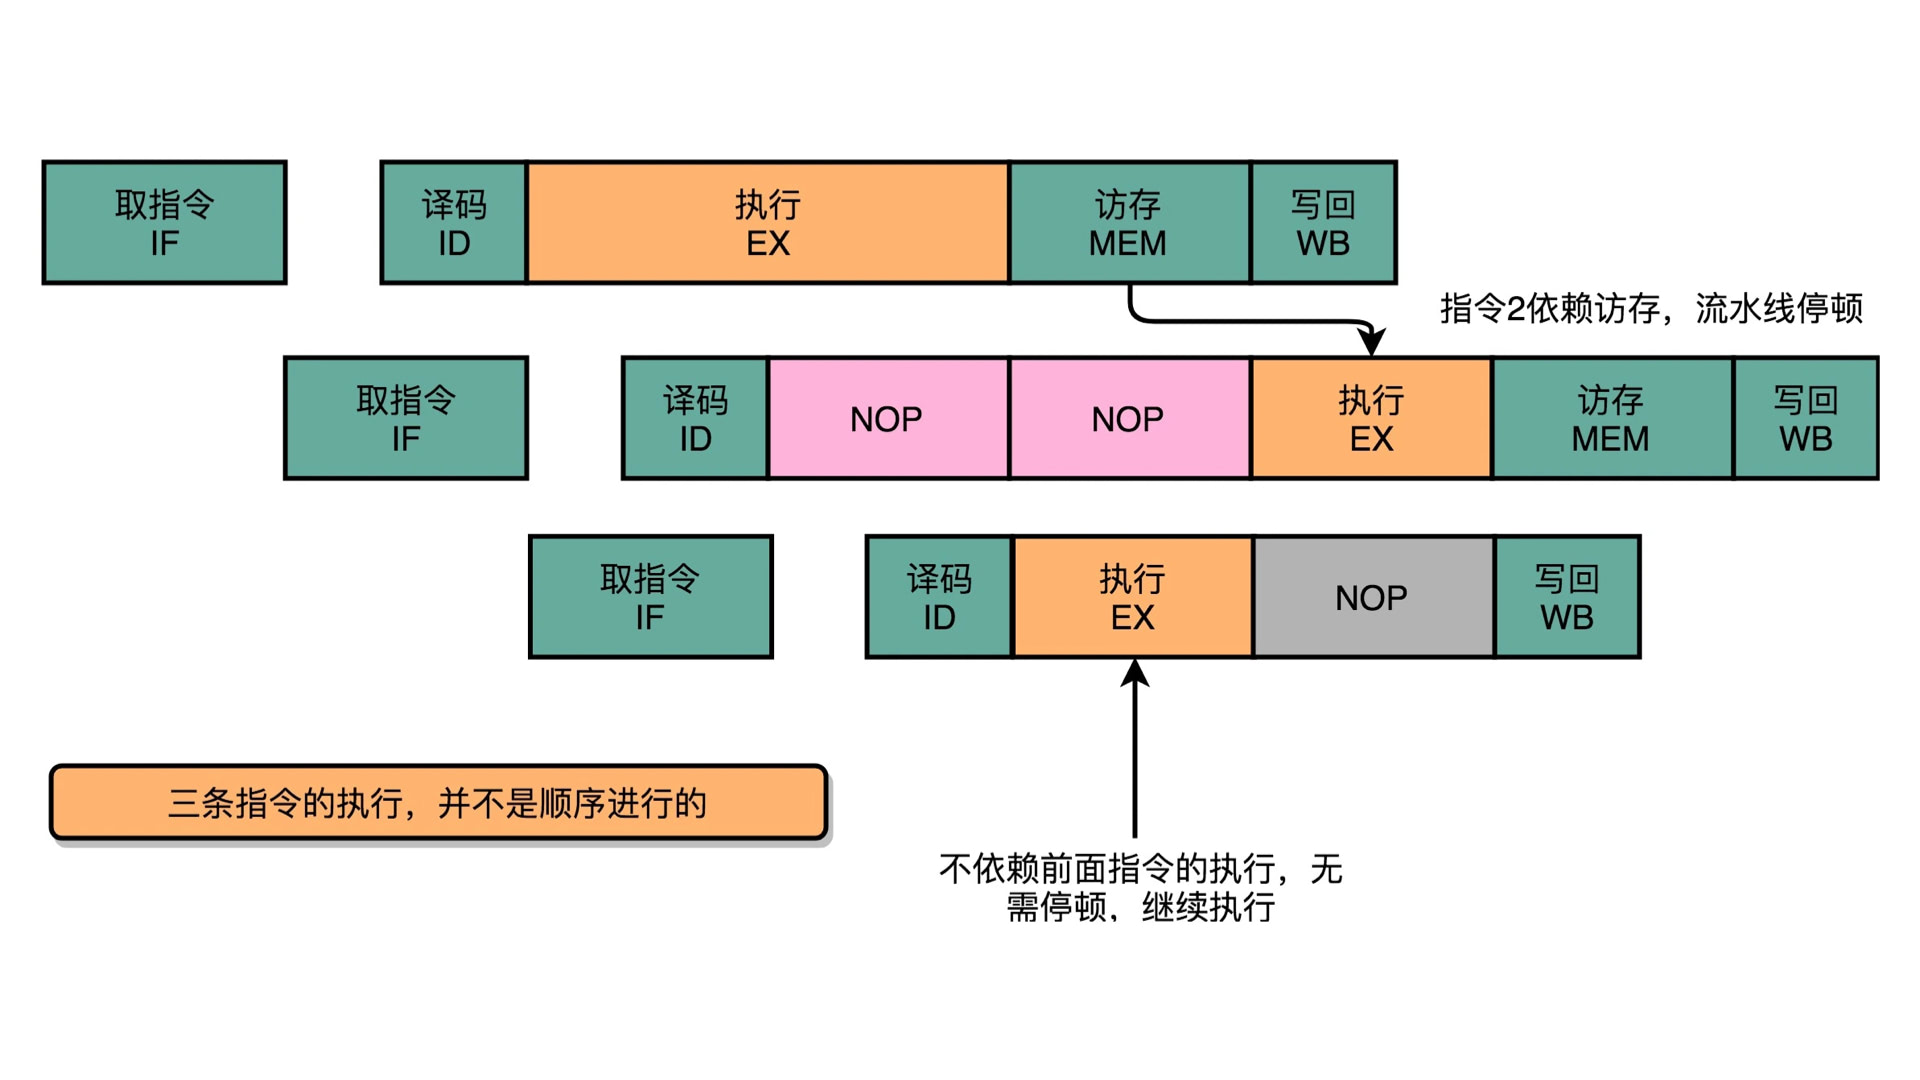 取指令
IF
译码
ID
执行
EX
访存
MEM
写回
WB
指令2依赖访存，流水线停顿
取指令
IF
译码
ID
NOP
NOP
执行
EX
访存
MEM
写回
WB
取指令
IF
译码
ID
执行
EX
NOP
写回
WB
三条指令的执行，并不是顺序进行的
不依赖前面指令的执行，无
需停顿，继续执行